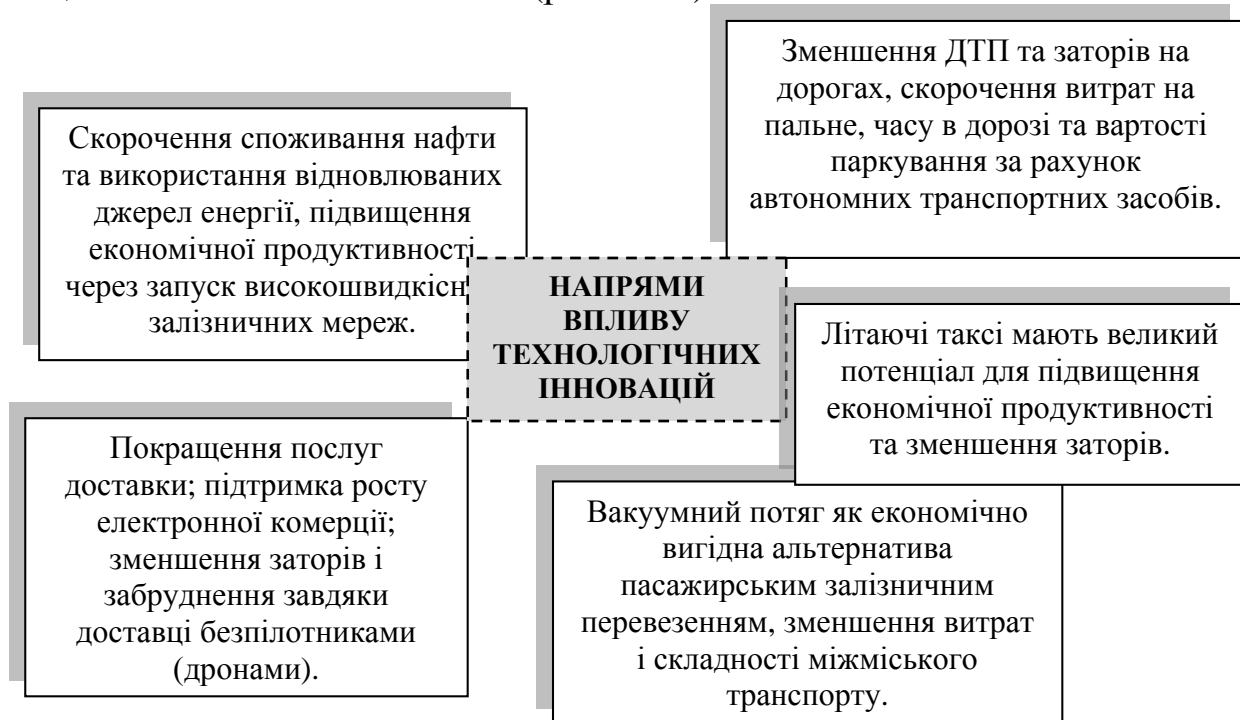 Зменшення ДТП та заторів на
дорогах, скорочення витрат на
пальне, часу в дорозі та вартості
паркування за рахунок
автономних транспортних засобів.
Скорочення споживання нафти
та використання відновлюваних
джерел енергії, підвищення
економічної продуктивності
через запуск високошвидкісн
залізничних мереж.
НАПРЯМИ
ВПЛИВУ
ТЕХНОЛОГІЧНИХ
ІННОВАЦІЙ
Літаючі таксі мають великий
потенціал для підвищення
економічної продуктивності
та зменшення заторів.
Покращення послуг
доставки; підтримка росту
електронної комерції;
зменшення заторів і
забруднення завдяки
доставці безпілотниками
(дронами).
Вакуумний потяг як економічно
вигідна альтернатива
пасажирським залізничним
перевезенням, зменшення витрат
і складності міжміського
транспорту.